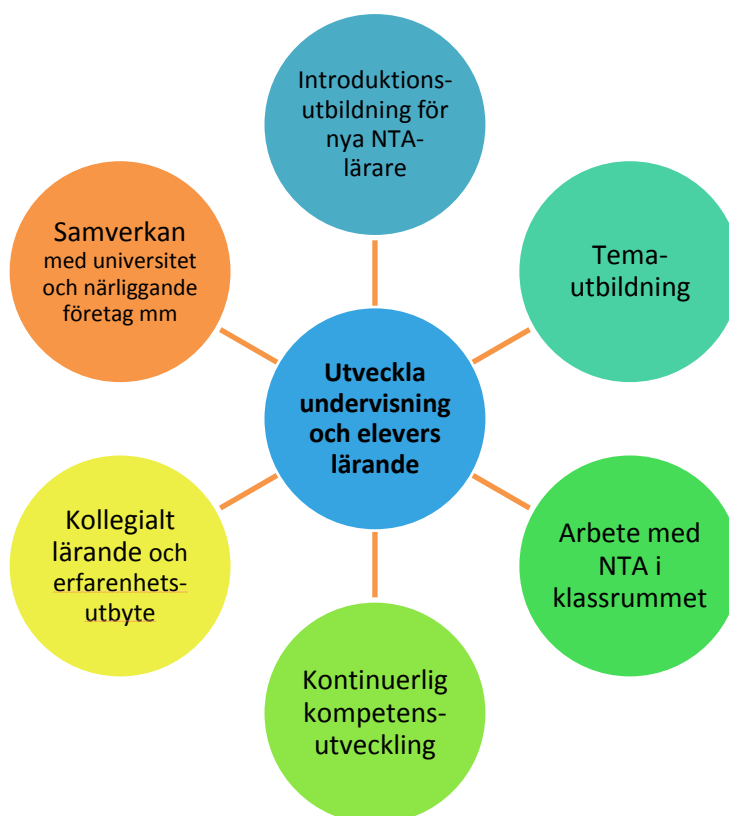 Introduktions-
utbildning för
nya NTA-
lärare
Tema-
utbildning
Arbete med
NTA i
klassrummet
Kontinuerlig
kompetens-
utveckling
Kollegialt
lärande och
erfarenhets-
utbyte
Samverkan
med universitet
och närliggande
företag mm
Utveckla
undervisning
och elevers
lärande